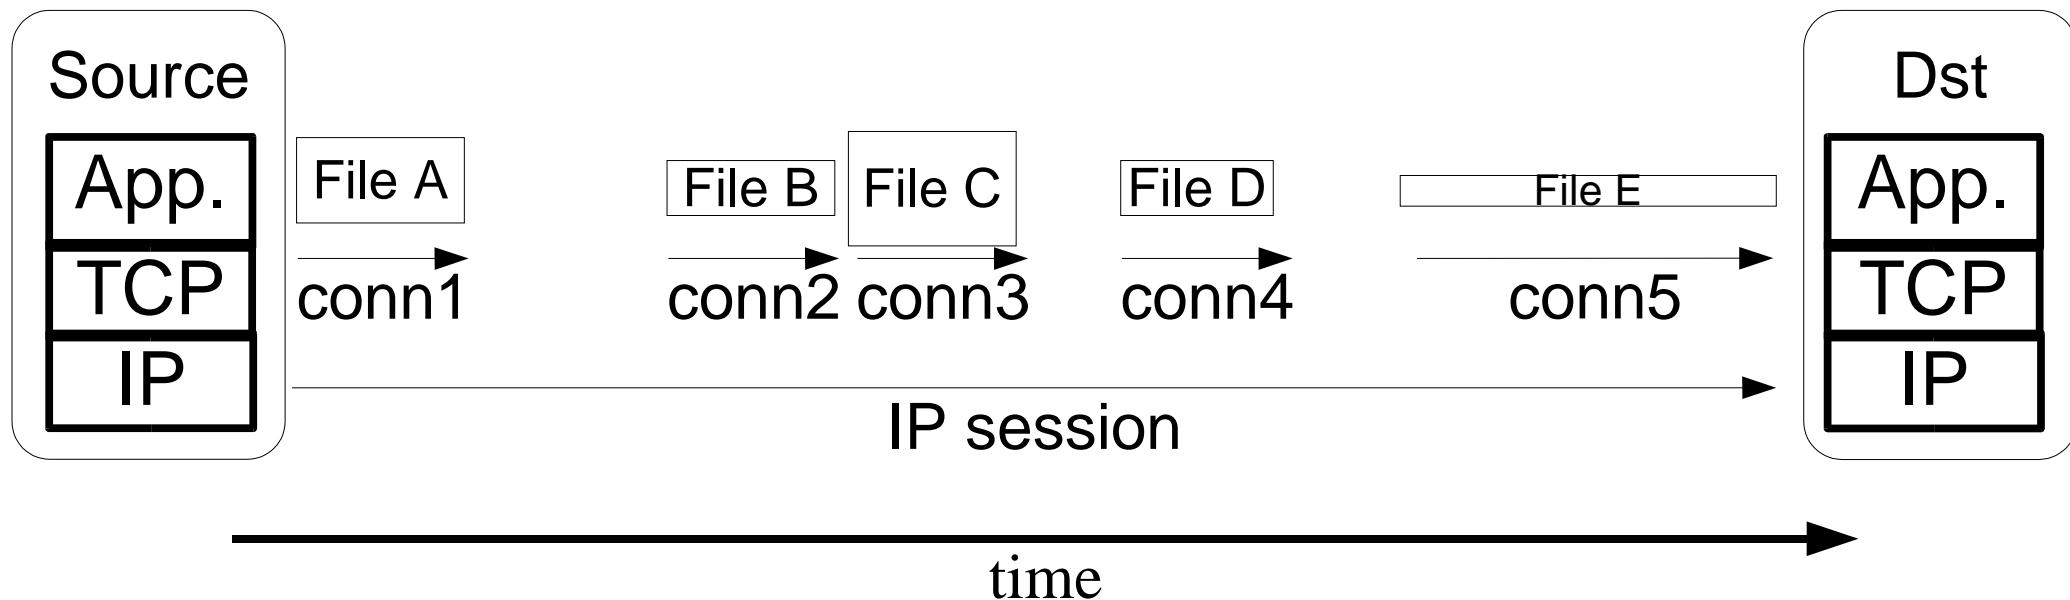 Source
App.
TCP
IP
File A
File B
File C
File D
File E
conn1
conn2
conn3
conn4
conn5
IP session
Dst
App.
TCP
IP
time